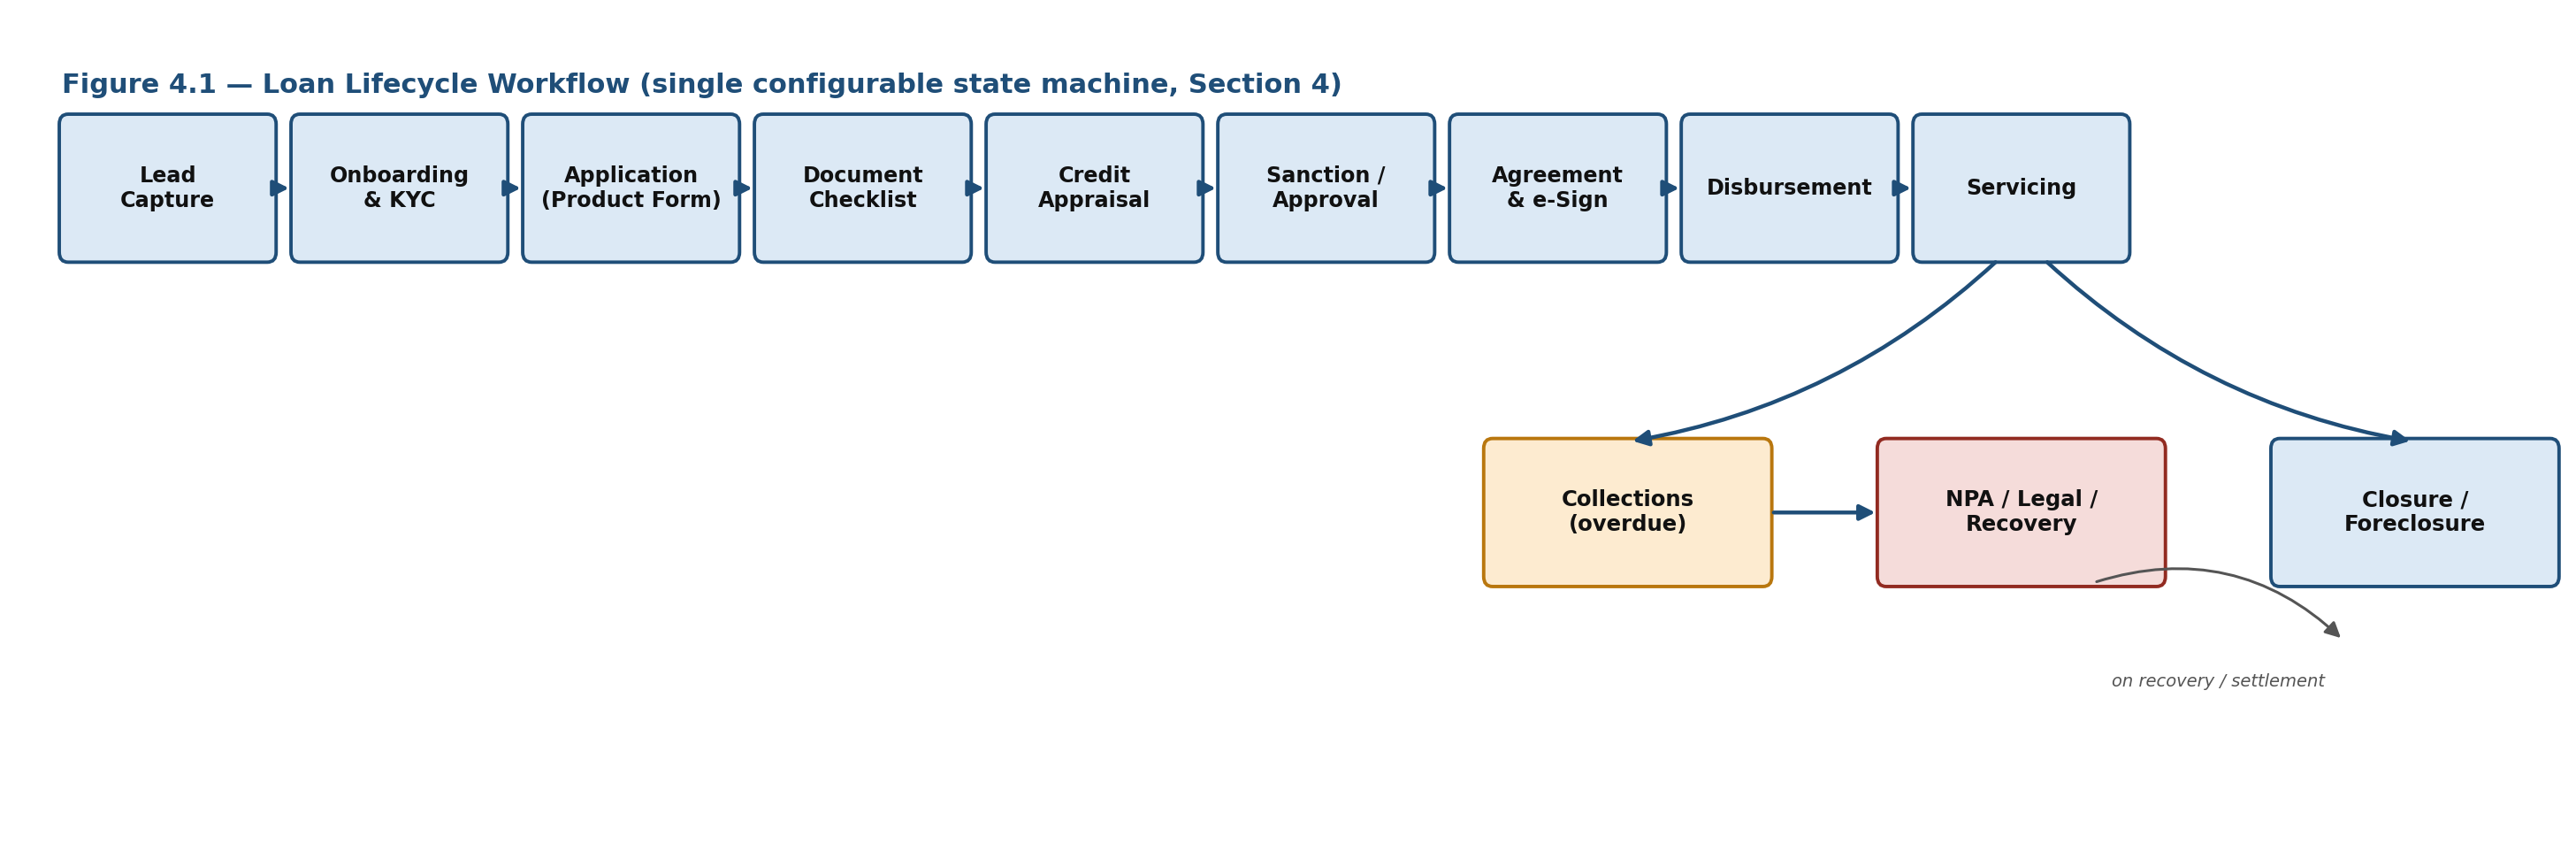 Figure 4.1 — Loan Lifecycle Workflow (single configurable state machine, Section 4)
Lead
Capture
Onboarding
& KYC
Application
(Product Form)
Document
Checklist
Credit
Appraisal
Sanction /
Approval
Agreement
& e-Sign
Disbursement
Servicing
Collections
(overdue)
NPA / Legal /
Recovery
Closure /
Foreclosure
on recovery / settlement